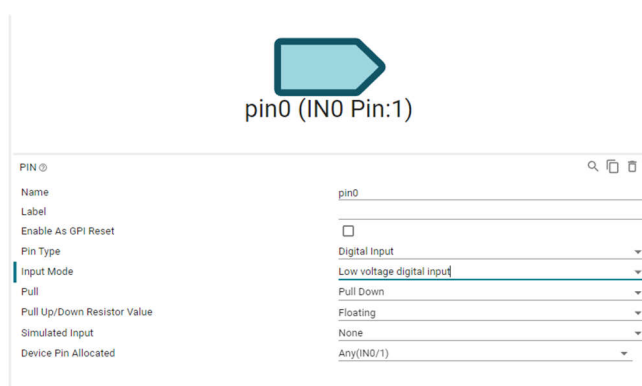 pin0 (IN0 Pin:1)
PIN
Name pin0
Label
Enable As GPI Reset
Pin Type Digital Input
Input Mode Low voltage digital input
Pull Pull Down
Pull Up/Down Resistor Value Floating
Simulated Input None
Device Pin Allocated Any(IN0/1)